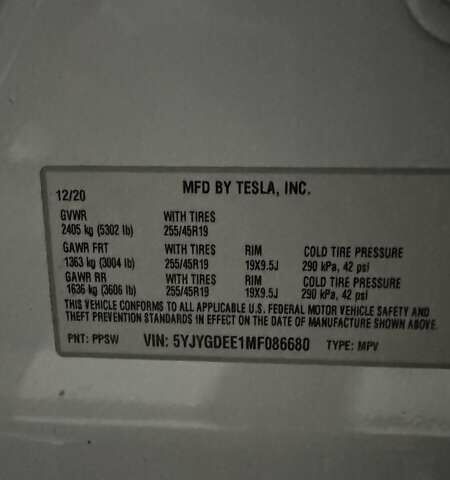 MFD BY TESLA, INC.
12/20
GVWR WITH TIRES
2405 kg (5302 lb) 255/45R19
GAWR FRT WITH TIRES RIM COLD TIRE PRESSURE
1363 kg (3004 lb) 255/45R19 19X9.5J 290 kPa, 42 psi
GAWR RR WITH TIRES RIM COLD TIRE PRESSURE
1636 kg (3606 lb) 255/45R19 19X9.5J 290 kPa, 42 psi
THIS VEHICLE CONFORMS TO ALL APPLICABLE U.S. FEDERAL MOTOR VEHICLE SAFETY AND
THEFT PREVENTION STANDARDS IN EFFECT ON THE DATE OF MANUFACTURE SHOWN ABOVE.
PNT: PPSW VIN: 5YJYGDEE1MF086680 TYPE: MPV